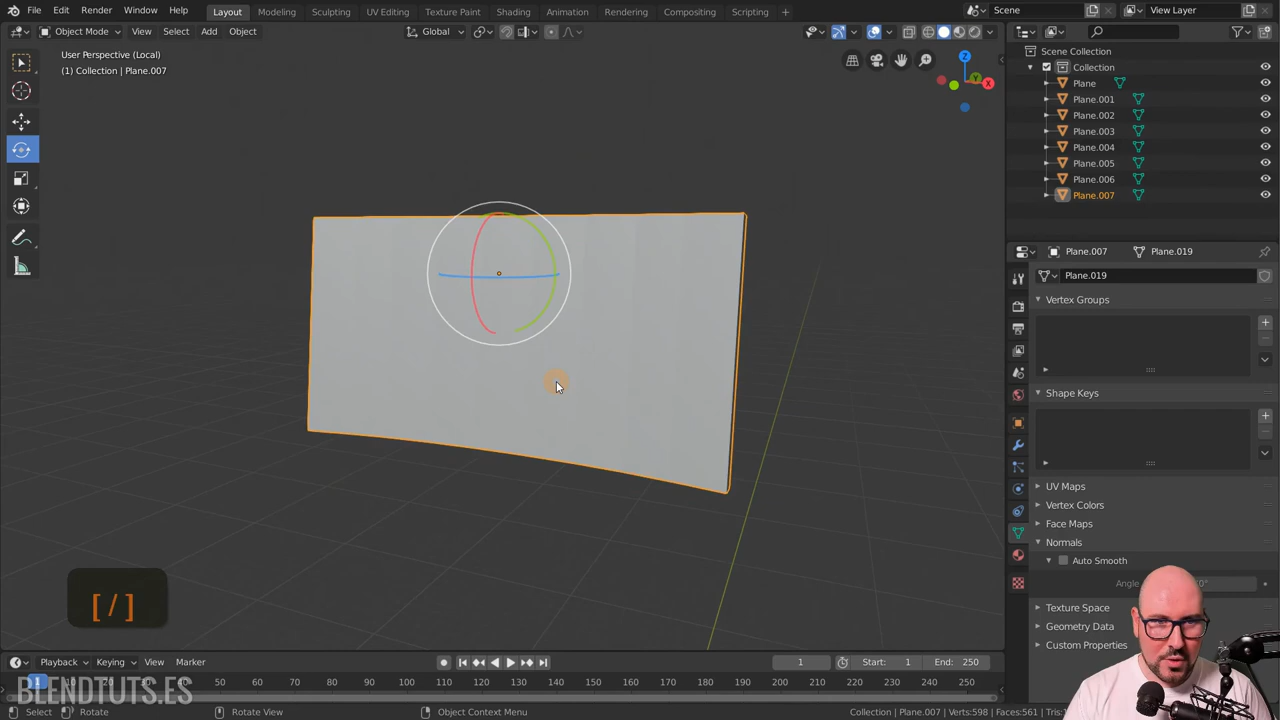 File Edit Render Window Help Layout Modeling Sculpting UV Editing Texture Paint Shading Animation Rendering Compositing Scripting + Scene View Layer
Object Mode View Select Add Object Global
User Perspective (Local)
(1) Collection | Plane.007
Z
Y
X
Scene Collection
Collection
Plane
Plane.001
Plane.002
Plane.003
Plane.004
Plane.005
Plane.006
Plane.007
Plane.007 Plane.019
Plane.019
Vertex Groups
Shape Keys
UV Maps
Vertex Colors
Face Maps
Normals
Auto Smooth
Angle
Texture Space
Geometry Data
Custom Properties
[ / ]
Playback Keying View Marker 1 Start: 1 End: 250
1 20 30 40 50 60 70 80 90 100 110 120 130 140 150 160 170 180 190 200 210 220 230 240 250
BLENDTUTS.ES
Select Rotate Rotate View Object Context Menu Collection | Plane.007 | Verts:598 | Faces:561 | Tris:1